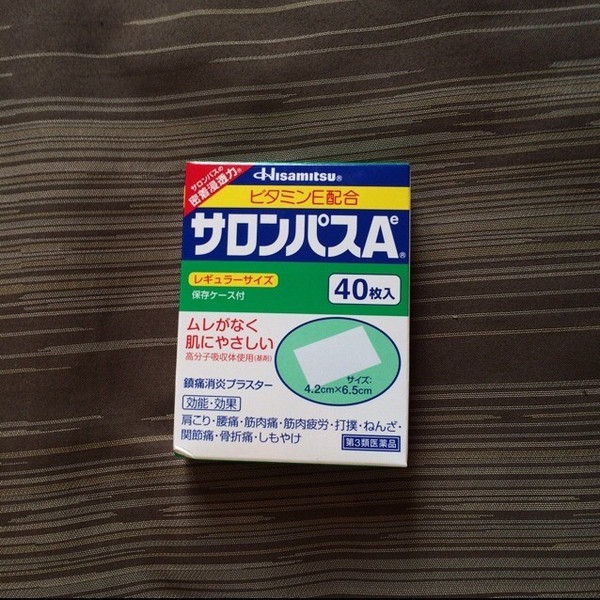 サロンパスの
密着浸透力®
Hisamitsu®
ビタミンE配合
サロンパスAe®
レギュラーサイズ
保存ケース付
40枚入
ムレがなく
肌にやさしい
高分子吸収体使用(基剤)
サイズ:
4.2cm×6.5cm
鎮痛消炎プラスター
効能・効果
肩こり・腰痛・筋肉痛・筋肉疲労・打撲・ねんざ・
関節痛・骨折痛・しもやけ
第3類医薬品